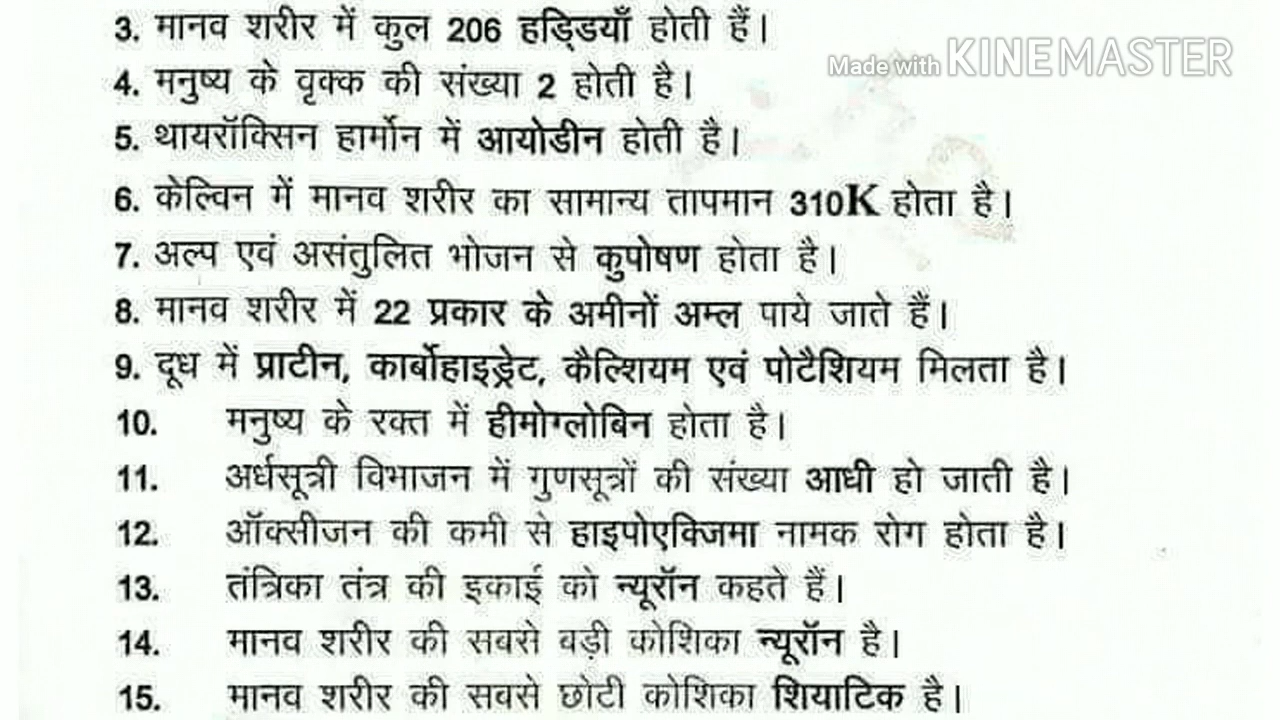 3. मानव शरीर में कुल 206 हड्डियाँ होती हैं।
Made with KINEMASTER
4. मनुष्य के वृक्क की संख्या 2 होती है।
5. थायरॉक्सिन हार्मोन में आयोडीन होती है।
6. केल्विन में मानव शरीर का सामान्य तापमान 310K होता है।
7. अल्प एवं असंतुलित भोजन से कुपोषण होता है।
8. मानव शरीर में 22 प्रकार के अमीनों अम्ल पाये जाते हैं।
9. दूध में प्राटीन, कार्बोहाइड्रेट, कैल्शियम एवं पोटैशियम मिलता है।
10. मनुष्य के रक्त में हीमोग्लोबिन होता है।
11. अर्धसूत्री विभाजन में गुणसूत्रों की संख्या आधी हो जाती है।
12. ऑक्सीजन की कमी से हाइपोएक्जिमा नामक रोग होता है।
13. तंत्रिका तंत्र की इकाई को न्यूरॉन कहते हैं।
14. मानव शरीर की सबसे बड़ी कोशिका न्यूरॉन है।
15. मानव शरीर की सबसे छोटी कोशिका शियाटिक है।